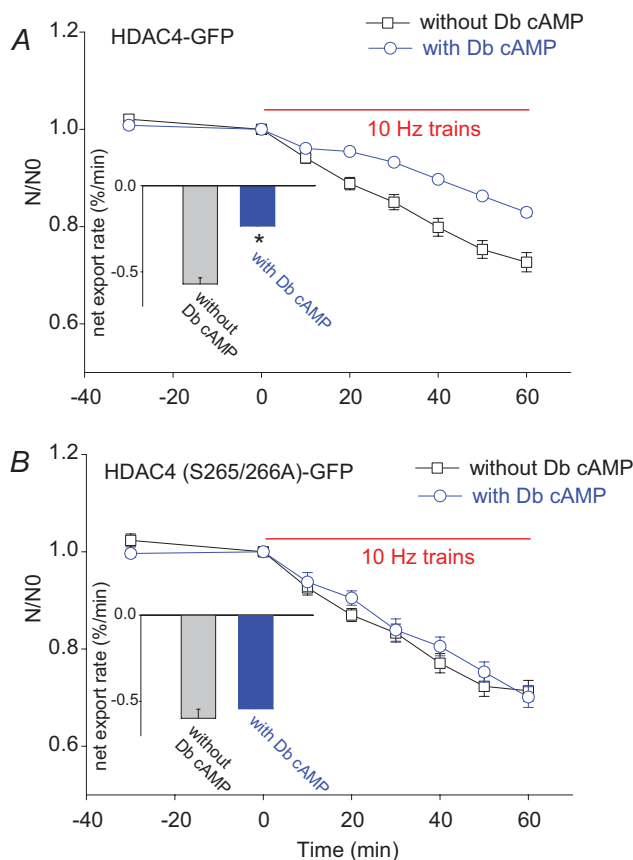 A HDAC4-GFP
without Db cAMP
with Db cAMP
1.2
1.0
0.8
0.6
N/N0
10 Hz trains
net export rate (%/min)
0.0
-0.5
*
without
Db cAMP
with Db cAMP
-40 -20 0 20 40 60
B HDAC4 (S265/266A)-GFP
without Db cAMP
with Db cAMP
1.2
1.0
0.8
0.6
N/N0
10 Hz trains
net export rate (%/min)
0.0
-0.5
without
Db cAMP
with Db cAMP
-40 -20 0 20 40 60
Time (min)